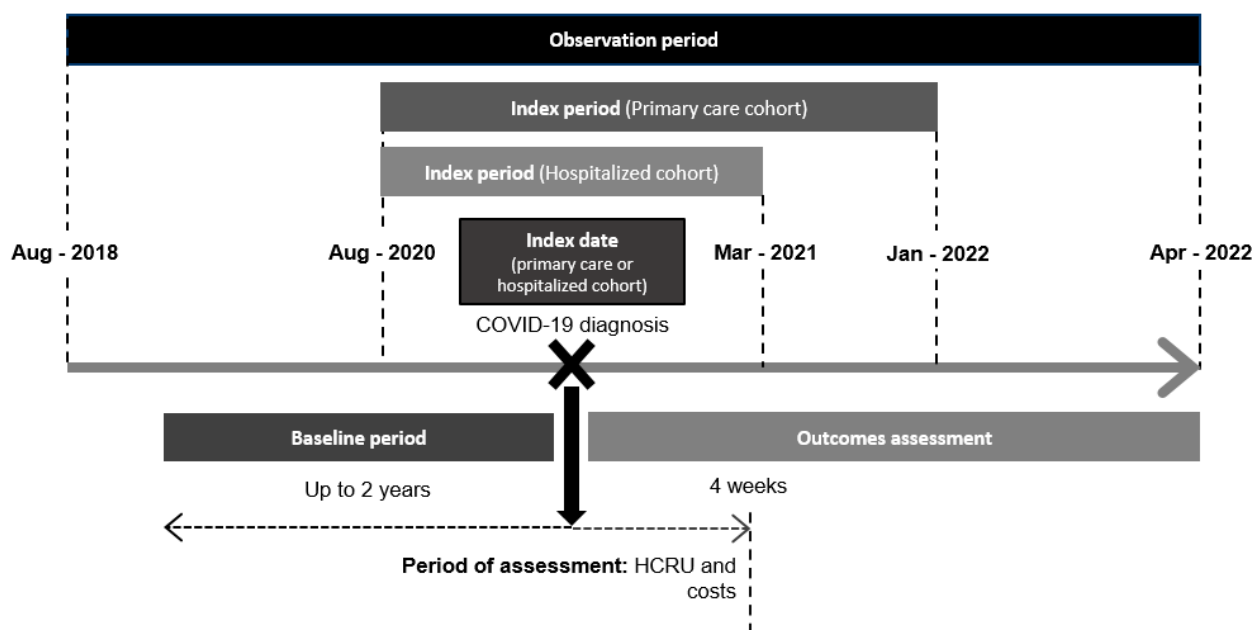 Observation period
Index period (Primary care cohort)
Index period (Hospitalized cohort)
Aug - 2018
Aug - 2020
Index date
(primary care or
hospitalized cohort)
Mar - 2021
Jan - 2022
Apr - 2022
COVID-19 diagnosis
Baseline period
Outcomes assessment
Up to 2 years
4 weeks
Period of assessment: HCRU and
costs